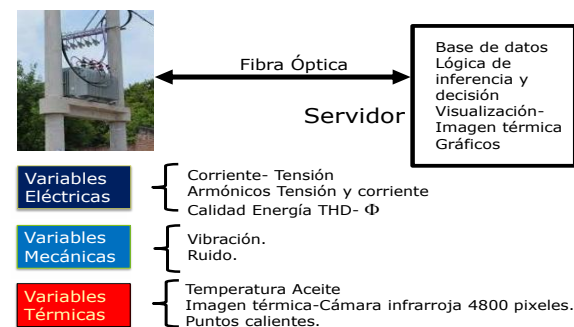 Fibra Óptica
Servidor
Base de datos
Lógica de
inferencia y
decisión
Visualización-
Imagen térmica
Gráficos
Variables
Eléctricas
Corriente- Tensión
Armónicos Tensión y corriente
Calidad Energía THD- Φ
Variables
Mecánicas
Vibración.
Ruido.
Variables
Térmicas
Temperatura Aceite
Imagen térmica-Cámara infrarroja 4800 pixeles.
Puntos calientes.